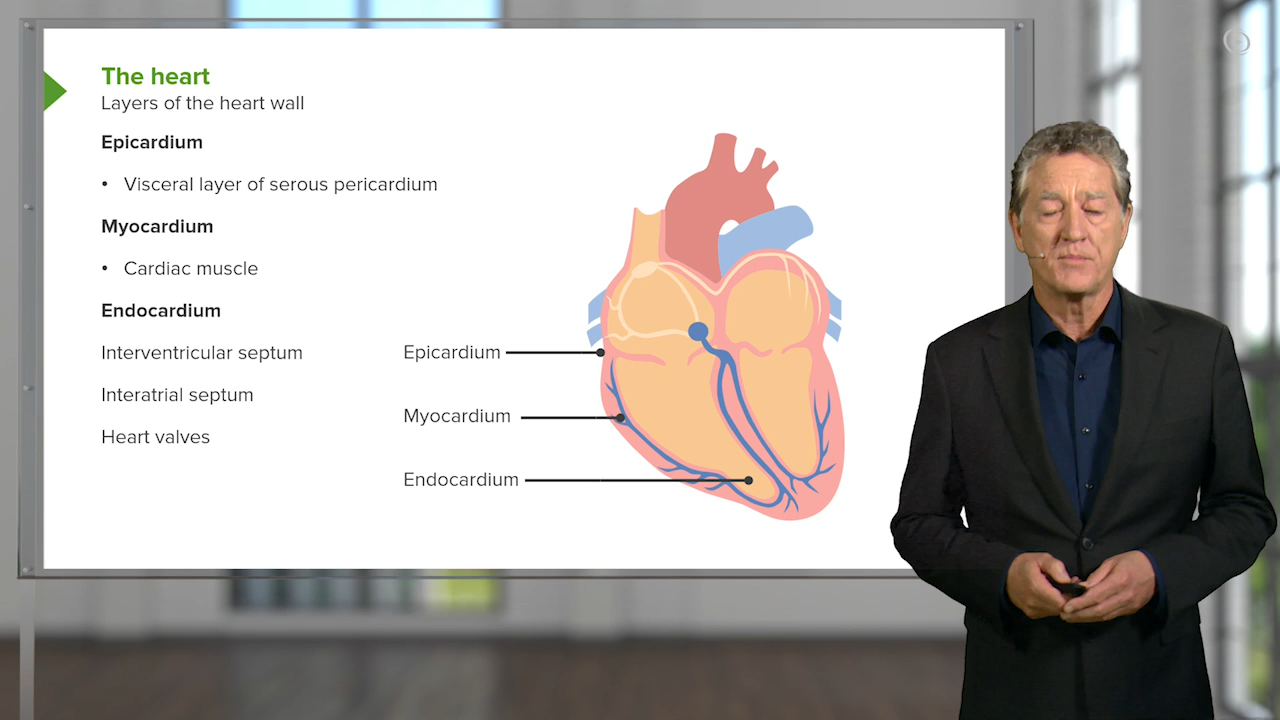 The heart
Layers of the heart wall
Epicardium
• Visceral layer of serous pericardium
Myocardium
• Cardiac muscle
Endocardium
Interventricular septum
Interatrial septum
Heart valves
Epicardium
Myocardium
Endocardium